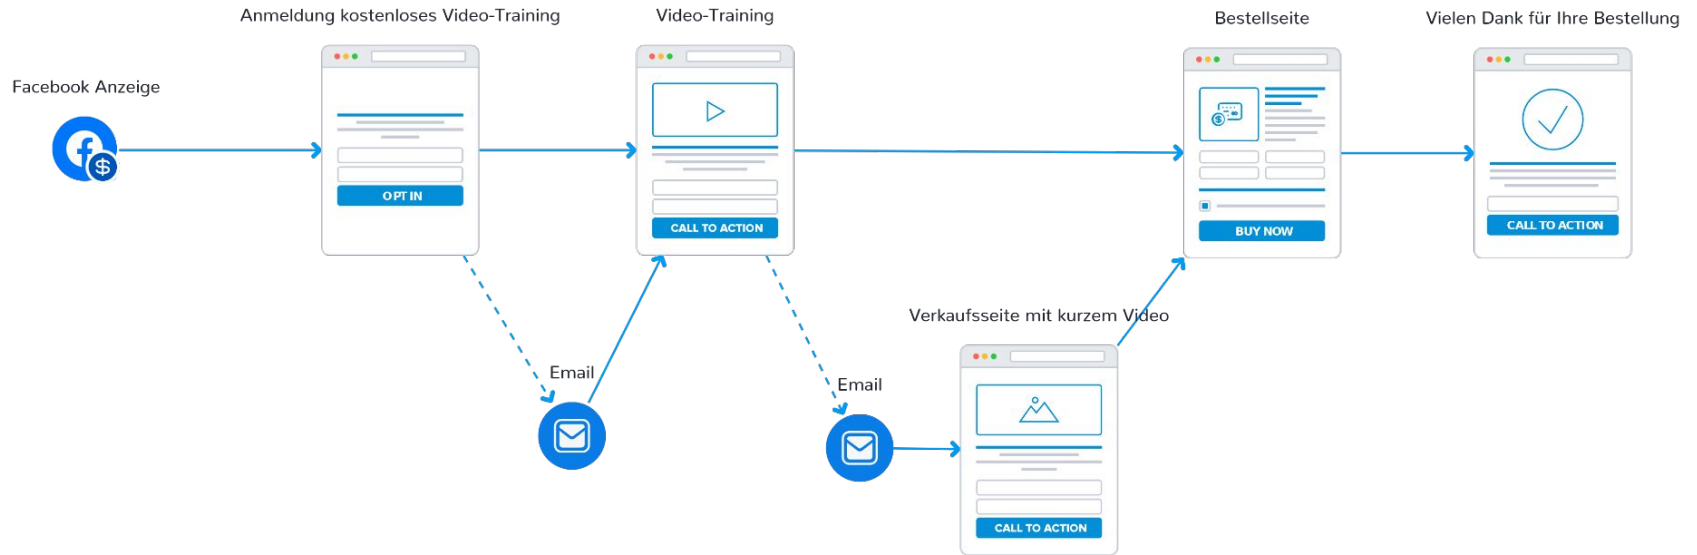 Anmeldung kostenloses Video-Training
Video-Training
Bestellseite
Vielen Dank für Ihre Bestellung
Facebook Anzeige
$
OPT IN
CALL TO ACTION
$
BUY NOW
CALL TO ACTION
Verkaufsseite mit kurzem Video
Email
Email
CALL TO ACTION